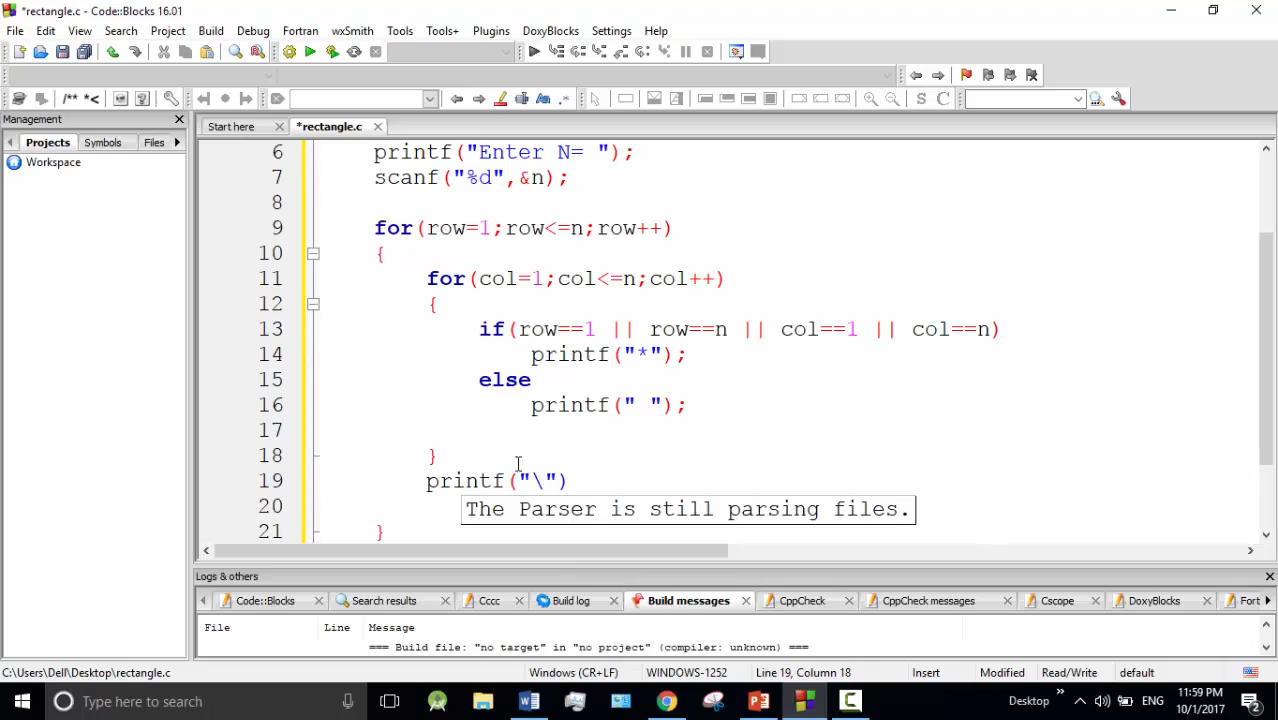 *rectangle.c - Code::Blocks 16.01
File Edit View Search Project Build Debug Fortran wxSmith Tools Tools+ Plugins DoxyBlocks Settings Help
/** *<
.*
S C
Management
Projects Symbols Files
Workspace
Start here *rectangle.c
6 printf("Enter N= ");
7 scanf("%d",&n);
8
9 for(row=1;row<=n;row++)
10 {
11 for(col=1;col<=n;col++)
12 {
13 if(row==1 || row==n || col==1 || col==n)
14 printf("*");
15 else
16 printf(" ");
17
18 }
19 printf("\")
20 The Parser is still parsing files.
21 }
Logs & others
Code::Blocks Search results Cccc Build log Build messages CppCheck CppCheck messages Cscope DoxyBlocks Fort
File Line Message
=== Build file: "no target" in "no project" (compiler: unknown) ===
C:\Users\Dell\Desktop\rectangle.c Windows (CR+LF) WINDOWS-1252 Line 19, Column 18 Insert Modified Read/Write default
Type here to search Desktop ENG 11:59 PM
10/1/2017 2